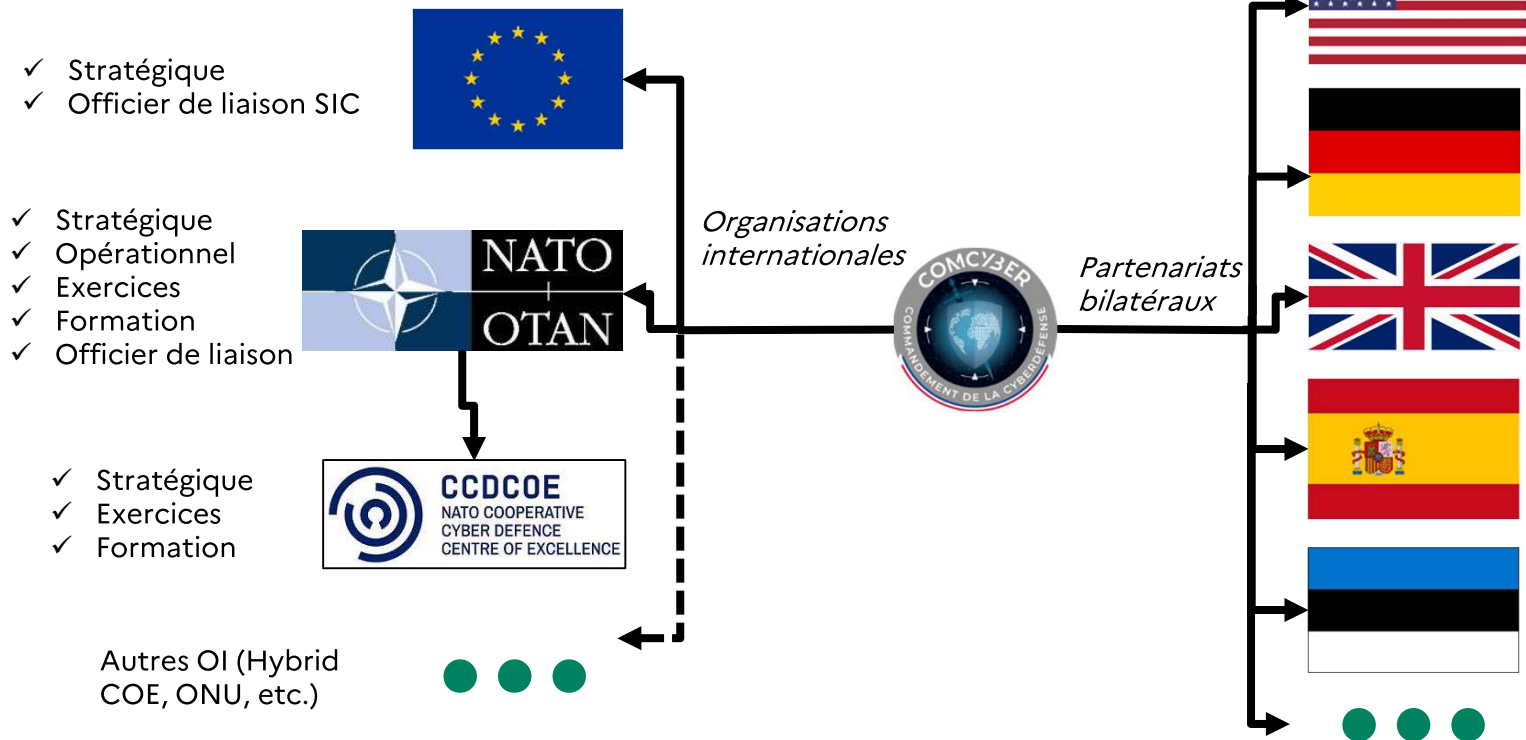 ✓ Stratégique
✓ Officier de liaison SIC
✓ Stratégique
✓ Opérationnel
✓ Exercices
✓ Formation
✓ Officier de liaison
NATO
OTAN
✓ Stratégique
✓ Exercices
✓ Formation
CCDCOE
NATO COOPERATIVE
CYBER DEFENCE
CENTRE OF EXCELLENCE
Autres OI (Hybrid
COE, ONU, etc.)
Organisations
internationales
COMCYBER
COMMANDEMENT DE LA CYBERDÉFENSE
Partenariats
bilatéraux